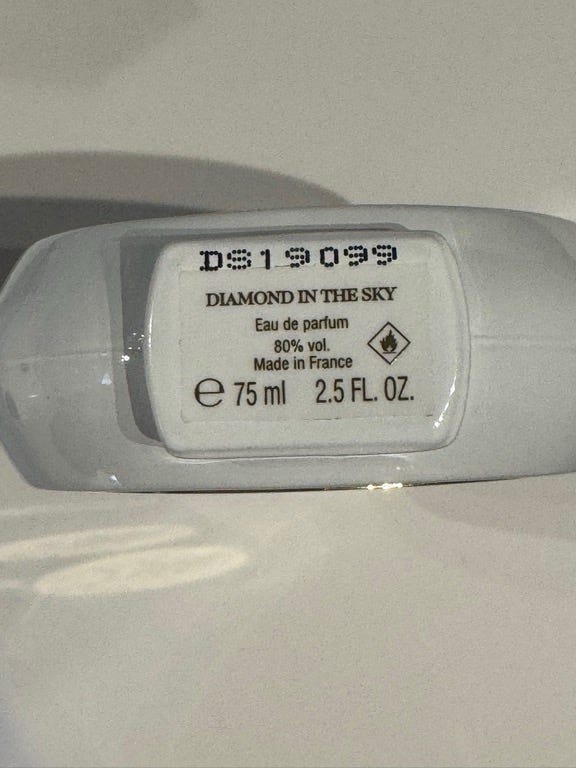 DS19099
DIAMOND IN THE SKY
Eau de parfum
80% vol.
Made in France
℮ 75 ml 2.5 FL. OZ.